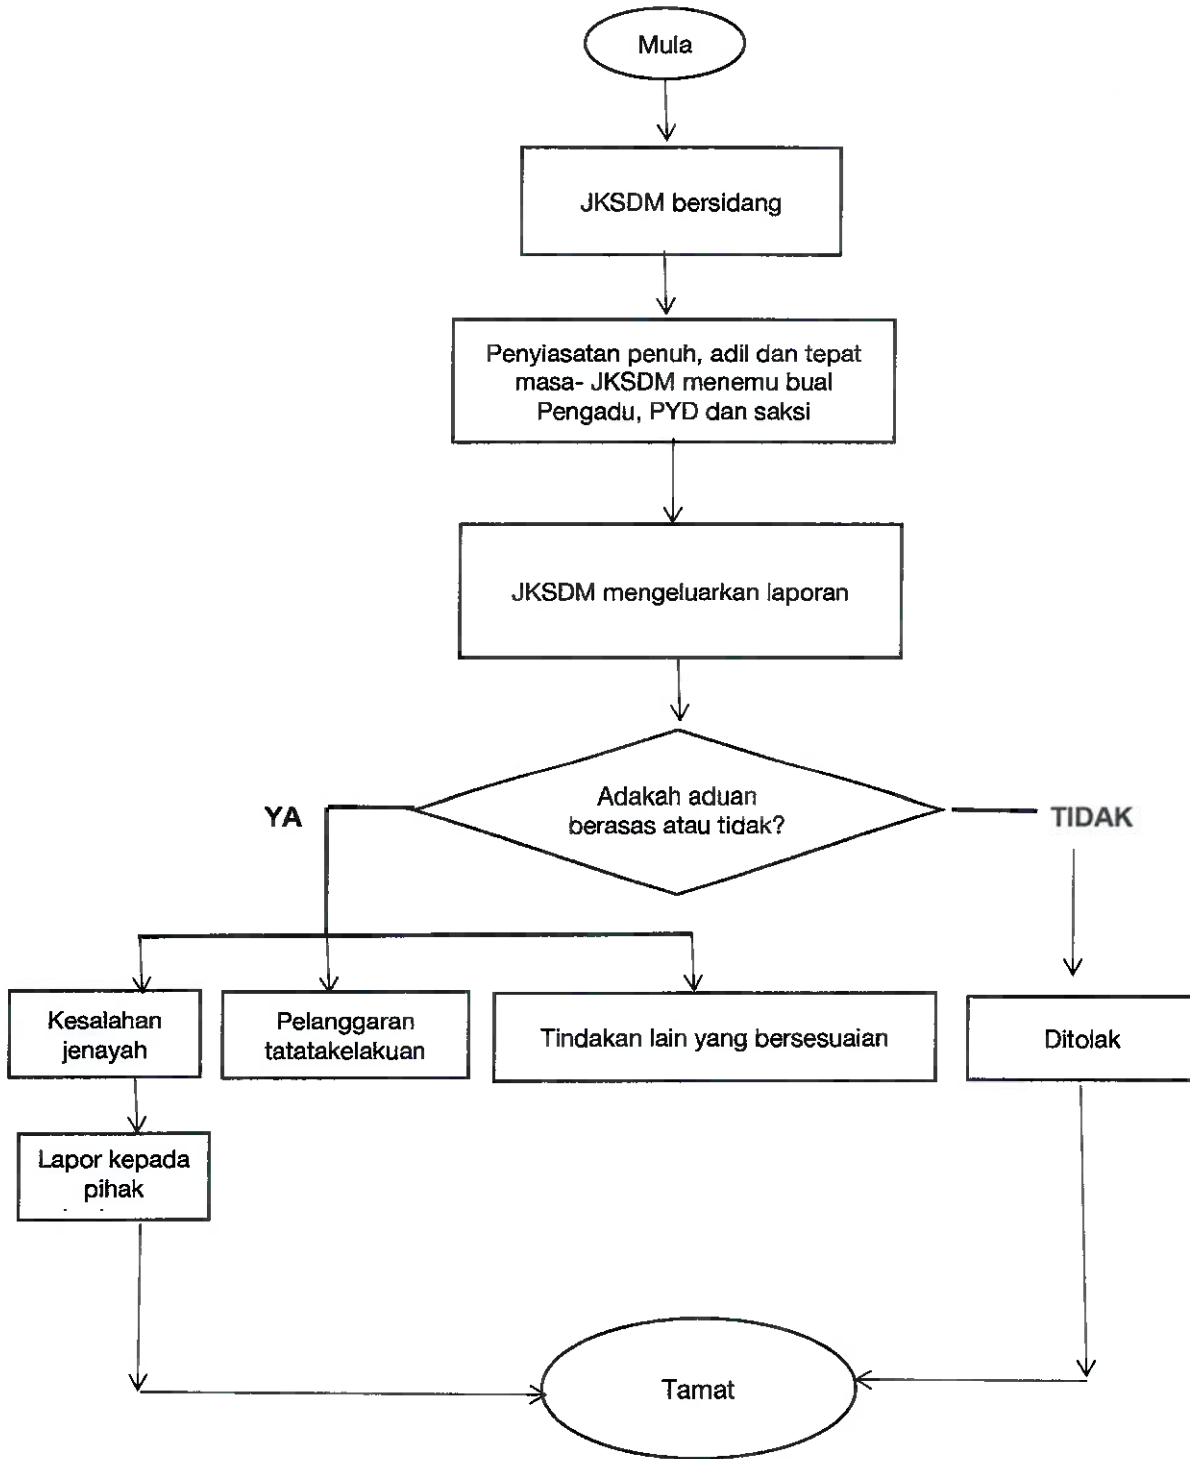 Mula
JKSDM bersidang
Penyiasatan penuh, adil dan tepat
masa- JKSDM menemu bual
Pengadu, PYD dan saksi
JKSDM mengeluarkan laporan
Adakah aduan
berasas atau tidak?
YA
TIDAK
Kesalahan
jenayah
Pelanggaran
tatatakelakuan
Tindakan lain yang bersesuaian
Ditolak
Lapor kepada
pihak
Tamat